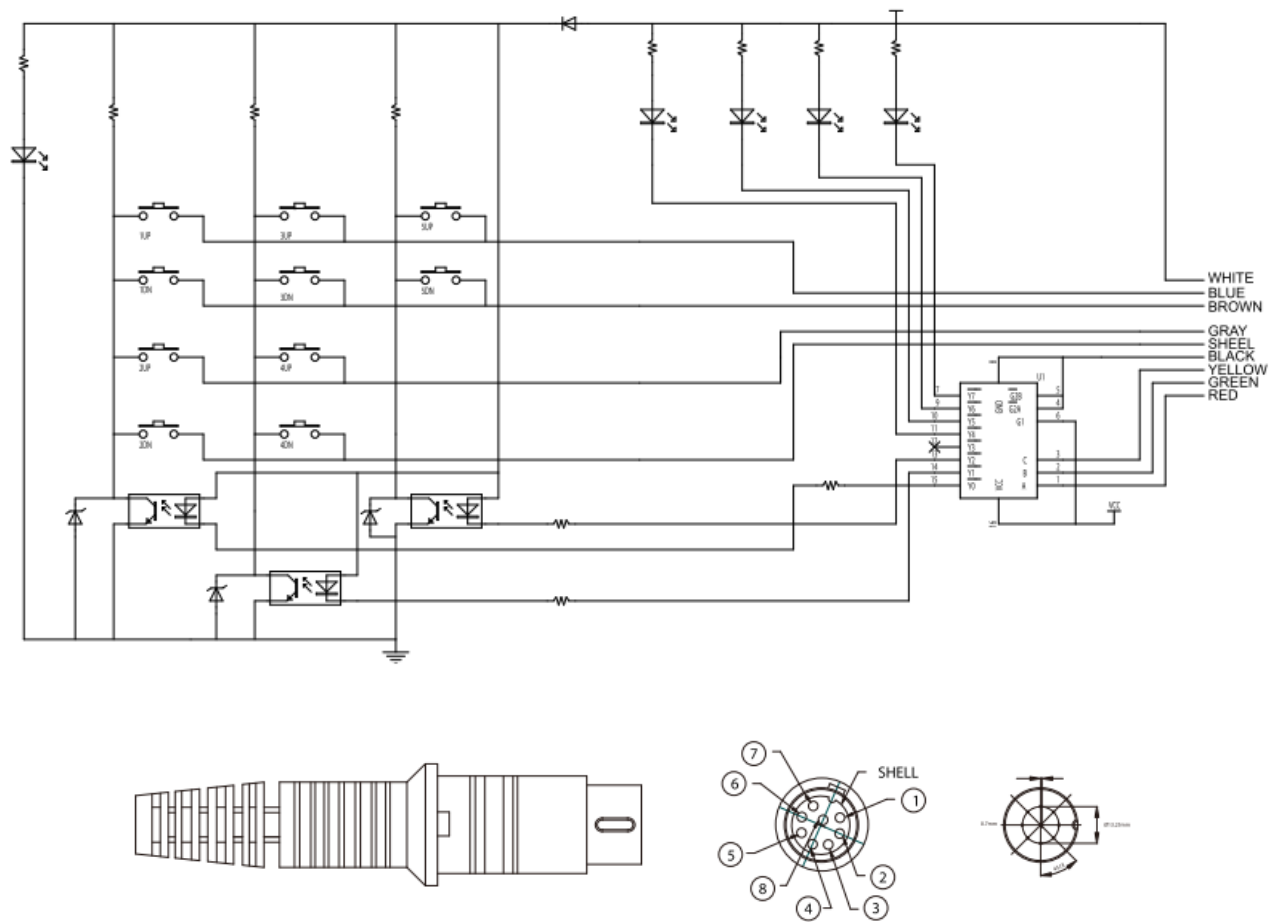 1UP
3UP
5UP
1DN
3DN
5DN
2UP
4UP
2DN
4DN
WHITE
BLUE
BROWN
GRAY
SHEEL
BLACK
YELLOW
GREEN
RED
U1
8
7 Y7
9 Y6
10 Y5
11 Y4
Y3
13 Y2
14 Y1
15 Y0
GND
VCC
G2B 5
G2A 4
G1 6
C 3
B 2
1
16
VCC
SHELL
7
6
5
8
4
3
2
1
0.7mm